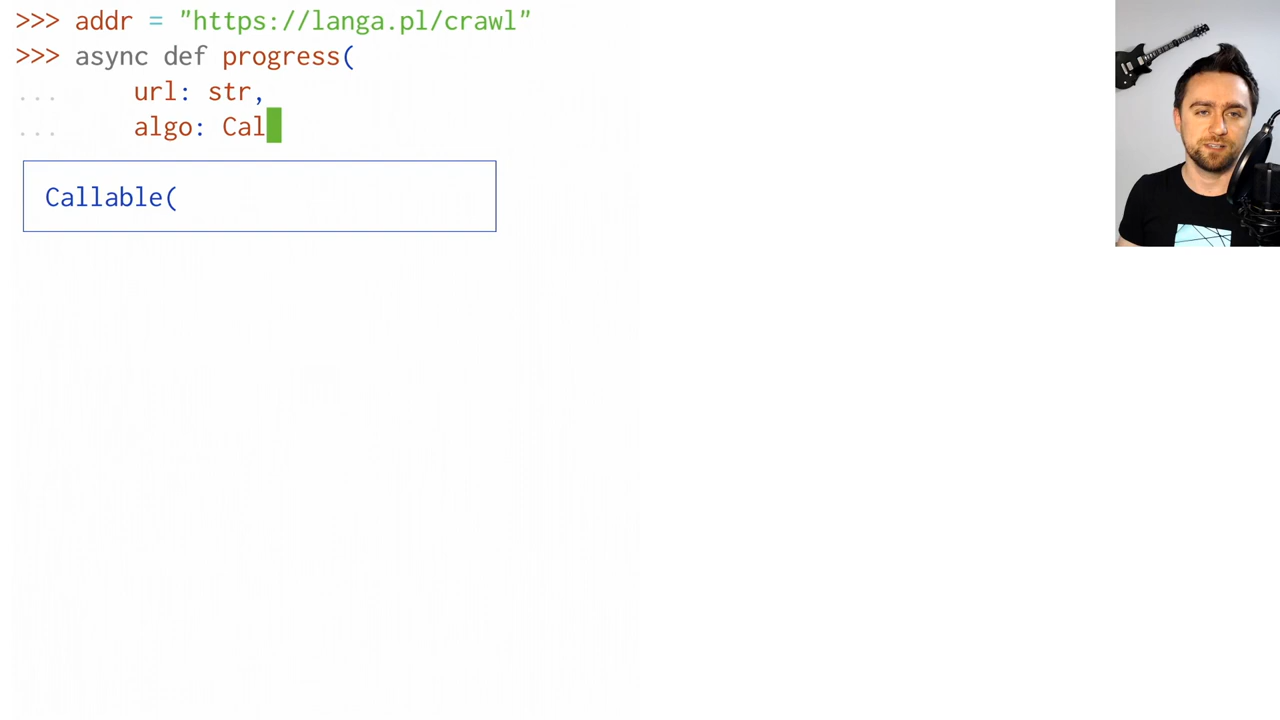 >>> addr = "https://langa.pl/crawl"
>>> async def progress(
... url: str,
... algo: Cal
Callable(